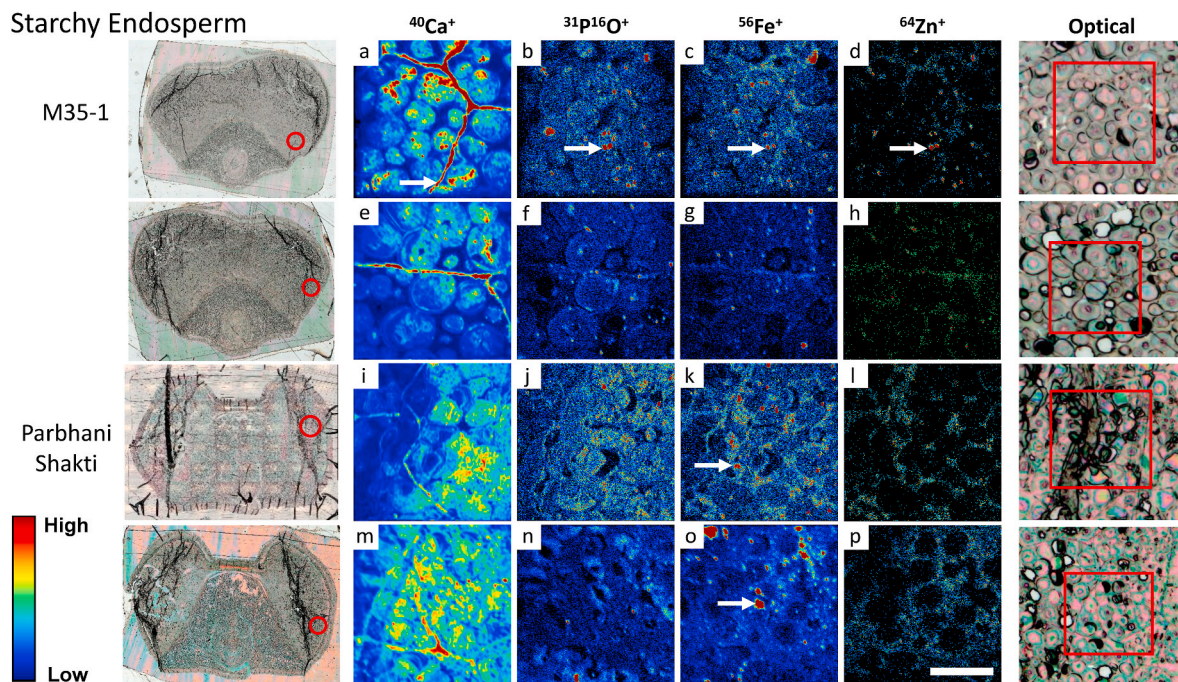 Starchy Endosperm
⁴⁰Ca⁺ ³¹P¹⁶O⁺ ⁵⁶Fe⁺ ⁶⁴Zn⁺ Optical
M35-1
a b c d
e f g h
Parbhani
Shakti
i j k l
High
m n o p
Low